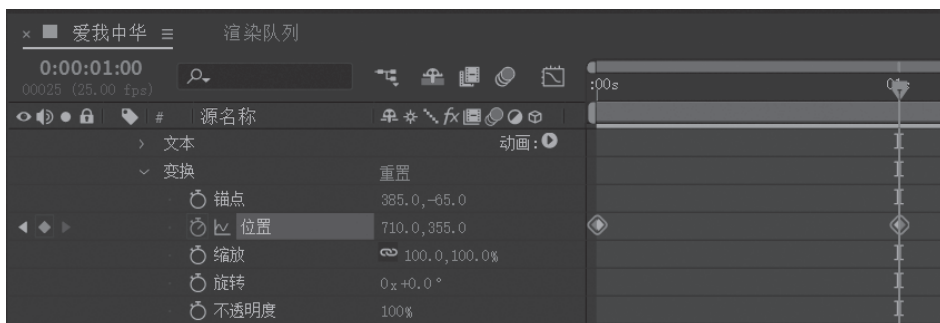 × 爱我中华 ≡ 渲染队列
0:00:01:00
00025 (25.00 fps)
:00s
# 源名称 fx
文本 动画:
变换 重置
锚点 385.0,-65.0
位置 710.0,355.0
缩放 100.0,100.0%
旋转 0x+0.0°
不透明度 100%